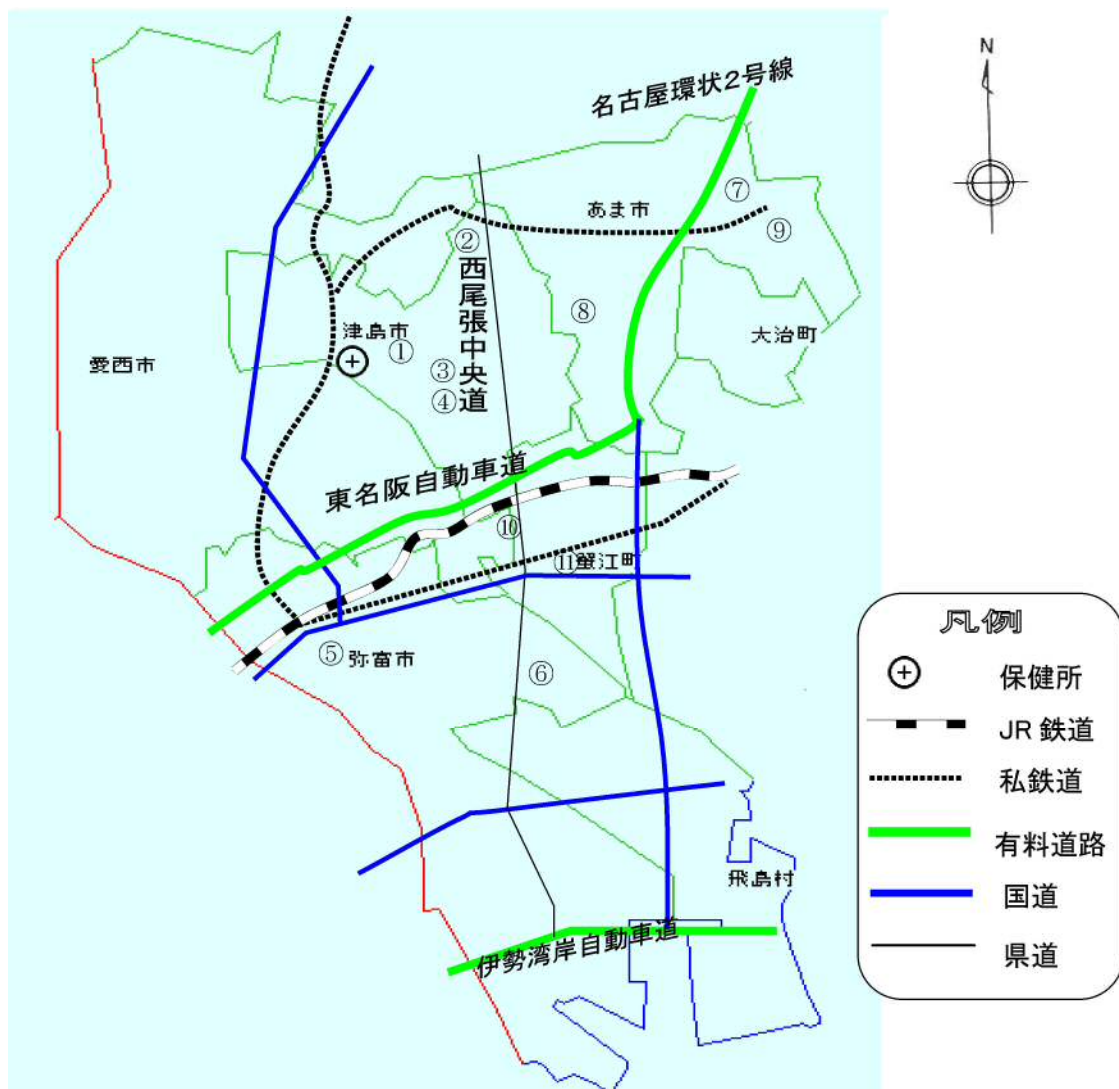 N
名古屋環状2号線
⑦
あま市
⑨
②
西尾張中央道
⑧
津島市
①
大治町
愛西市
③
④
東名阪自動車道
⑩
⑪蟹江町
⑤弥富市
⑥
飛島村
伊勢湾岸自動車道
凡例
保健所
JR 鉄道
私鉄道
有料道路
国道
県道